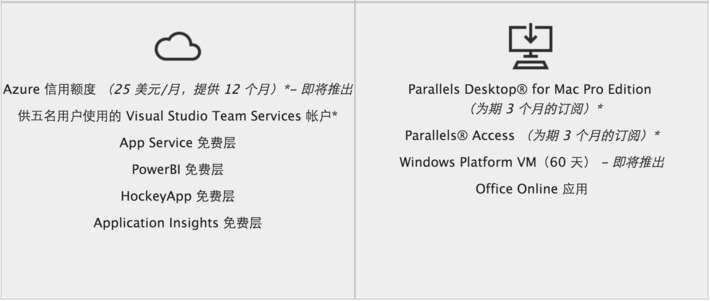 Azure 信用额度 （25 美元/月，提供 12 个月）*– 即将推出
供五名用户使用的 Visual Studio Team Services 帐户*
App Service 免费层
PowerBI 免费层
HockeyApp 免费层
Application Insights 免费层
Parallels Desktop® for Mac Pro Edition
（为期 3 个月的订阅）*
Parallels® Access （为期 3 个月的订阅）*
Windows Platform VM（60 天） – 即将推出
Office Online 应用